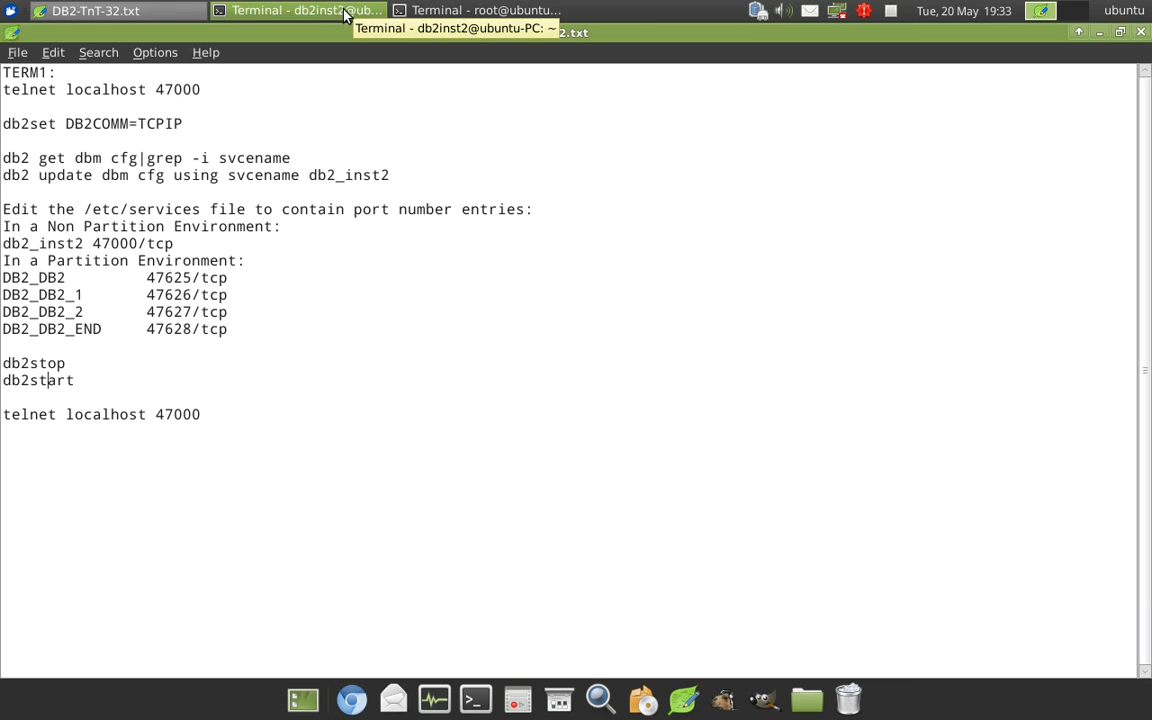 DB2-TnT-32.txt
Terminal - db2inst2@ub...
Terminal - root@ubuntu...
Tue, 20 May 19:33
ubuntu
Terminal - db2inst2@ubuntu-PC: ~
2.txt
File Edit Search Options Help
TERM1:
telnet localhost 47000
db2set DB2COMM=TCPIP
db2 get dbm cfg|grep -i svcename
db2 update dbm cfg using svcename db2_inst2
Edit the /etc/services file to contain port number entries:
In a Non Partition Environment:
db2_inst2 47000/tcp
In a Partition Environment:
DB2_DB2 47625/tcp
DB2_DB2_1 47626/tcp
DB2_DB2_2 47627/tcp
DB2_DB2_END 47628/tcp
db2stop
db2start
telnet localhost 47000